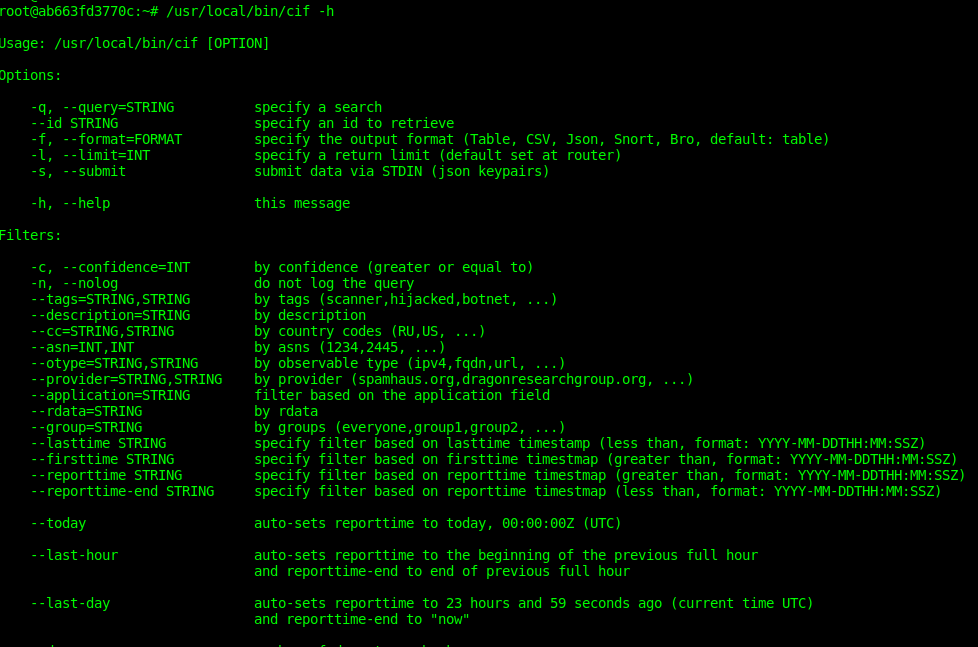 root@ab663fd3770c:~# /usr/local/bin/cif -h
Usage: /usr/local/bin/cif [OPTION]
Options:
-q, --query=STRING specify a search
--id STRING specify an id to retrieve
-f, --format=FORMAT specify the output format (Table, CSV, Json, Snort, Bro, default: table)
-l, --limit=INT specify a return limit (default set at router)
-s, --submit submit data via STDIN (json keypairs)
-h, --help this message
Filters:
-c, --confidence=INT by confidence (greater or equal to)
-n, --nolog do not log the query
--tags=STRING,STRING by tags (scanner,hijacked,botnet, ...)
--description=STRING by description
--cc=STRING,STRING by country codes (RU,US, ...)
--asn=INT,INT by asns (1234,2445, ...)
--otype=STRING,STRING by observable type (ipv4,fqdn,url, ...)
--provider=STRING,STRING by provider (spamhaus.org,dragonresearchgroup.org, ...)
--application=STRING filter based on the application field
--rdata=STRING by rdata
--group=STRING by groups (everyone,group1,group2, ...)
--lasttime STRING specify filter based on lasttime timestamp (less than, format: YYYY-MM-DDTHH:MM:SSZ)
--firsttime STRING specify filter based on firsttime timestmap (greater than, format: YYYY-MM-DDTHH:MM:SSZ)
--reporttime STRING specify filter based on reporttime timestmap (greater than, format: YYYY-MM-DDTHH:MM:SSZ)
--reporttime-end STRING specify filter based on reporttime timestmap (less than, format: YYYY-MM-DDTHH:MM:SSZ)
--today auto-sets reporttime to today, 00:00:00Z (UTC)
--last-hour auto-sets reporttime to the beginning of the previous full hour
and reporttime-end to end of previous full hour
--last-day auto-sets reporttime to 23 hours and 59 seconds ago (current time UTC)
and reporttime-end to "now"